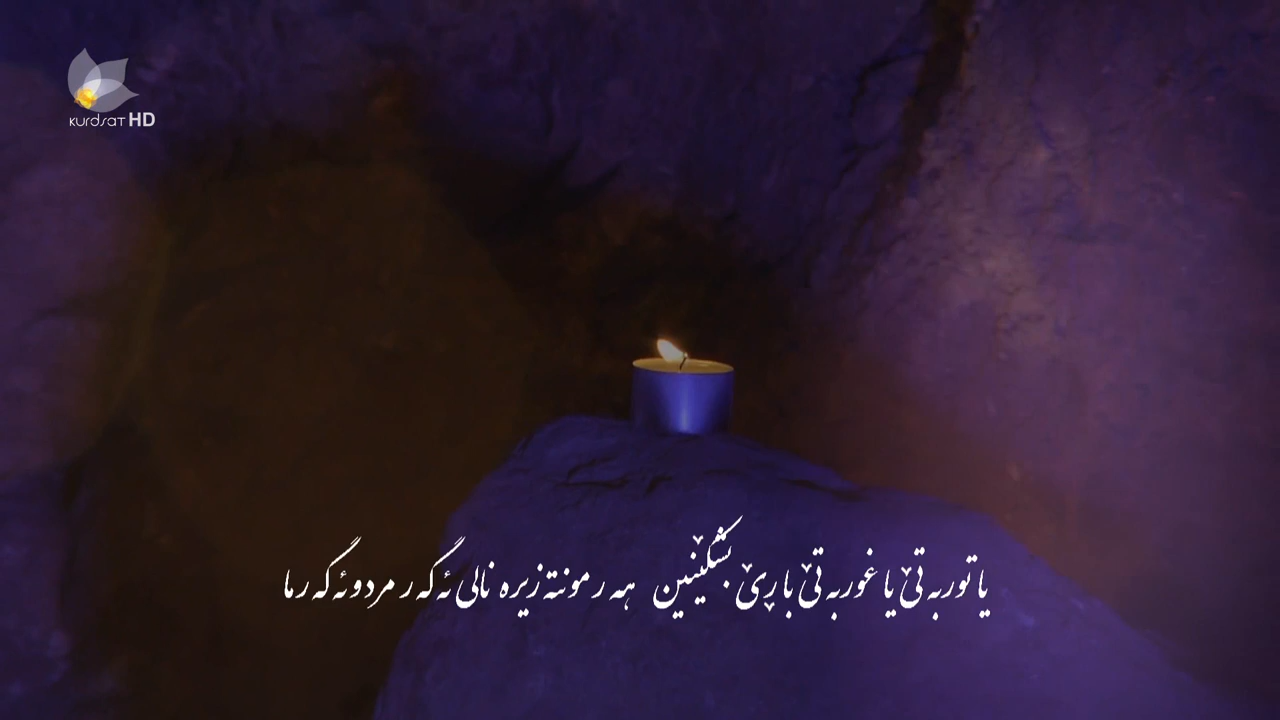 kurdsat HD
یا توربەتێ یا غوربەتێ با ڕێ بشکێنین هەر مونتەزیرە نالی ئەگەر مردو ئەگەر ما